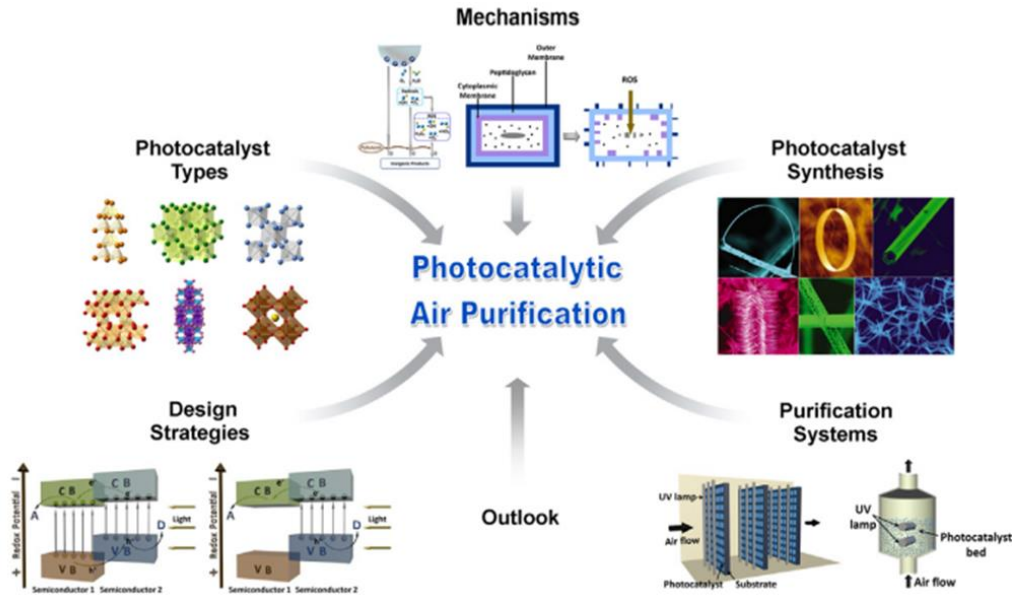 Mechanisms
Outer
Membrane
Peptidoglycan
Cytoplasmic
Membrane
ROS
Inorganic Products
Photocatalyst
Types
Photocatalyst
Synthesis
Photocatalytic
Air Purification
Design
Strategies
Redox Potential
− +
C B
C B
e⁻
e⁻
A
D
Light
V B
V B
h⁺
Semiconductor 1 Semiconductor 2
Redox Potential
− +
C B
C B
e⁻
e⁻
A
D
Light
V B
V B
Semiconductor 1 Semiconductor 2
Outlook
Purification
Systems
UV lamp
Air flow
Photocatalyst
Substrate
UV
lamp
Photocatalyst
bed
Air flow